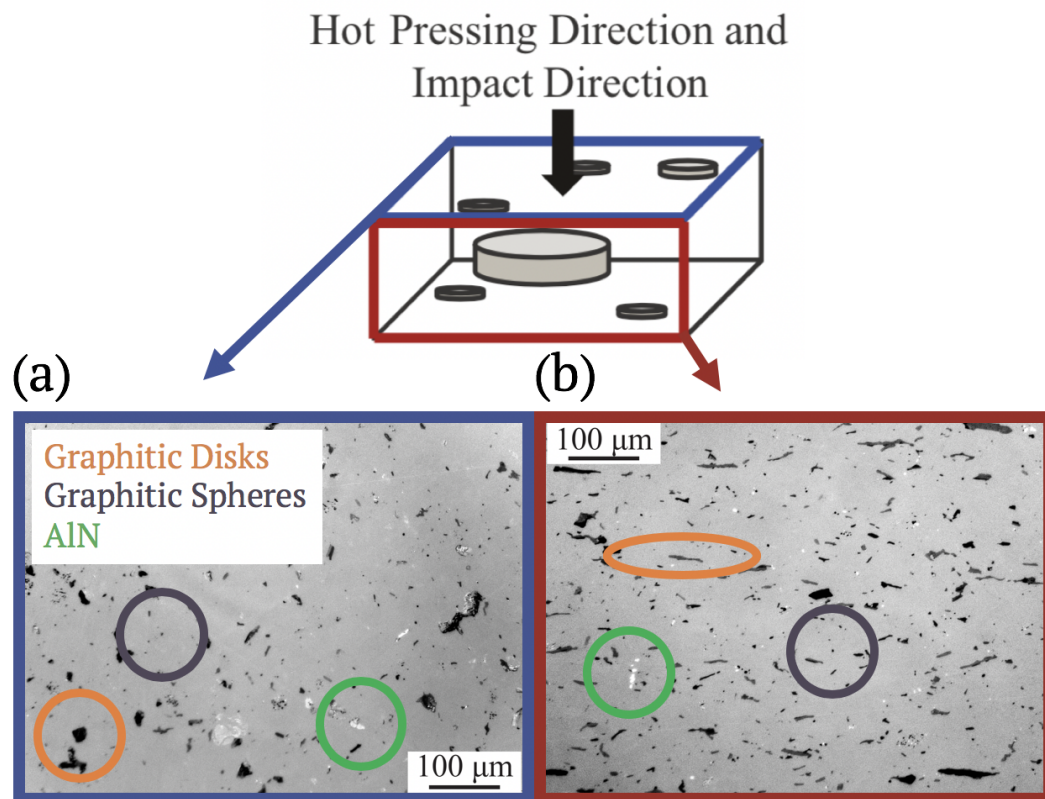 Hot Pressing Direction and
Impact Direction
(a)
(b)
Graphitic Disks
Graphitic Spheres
AlN
100 μm
100 μm